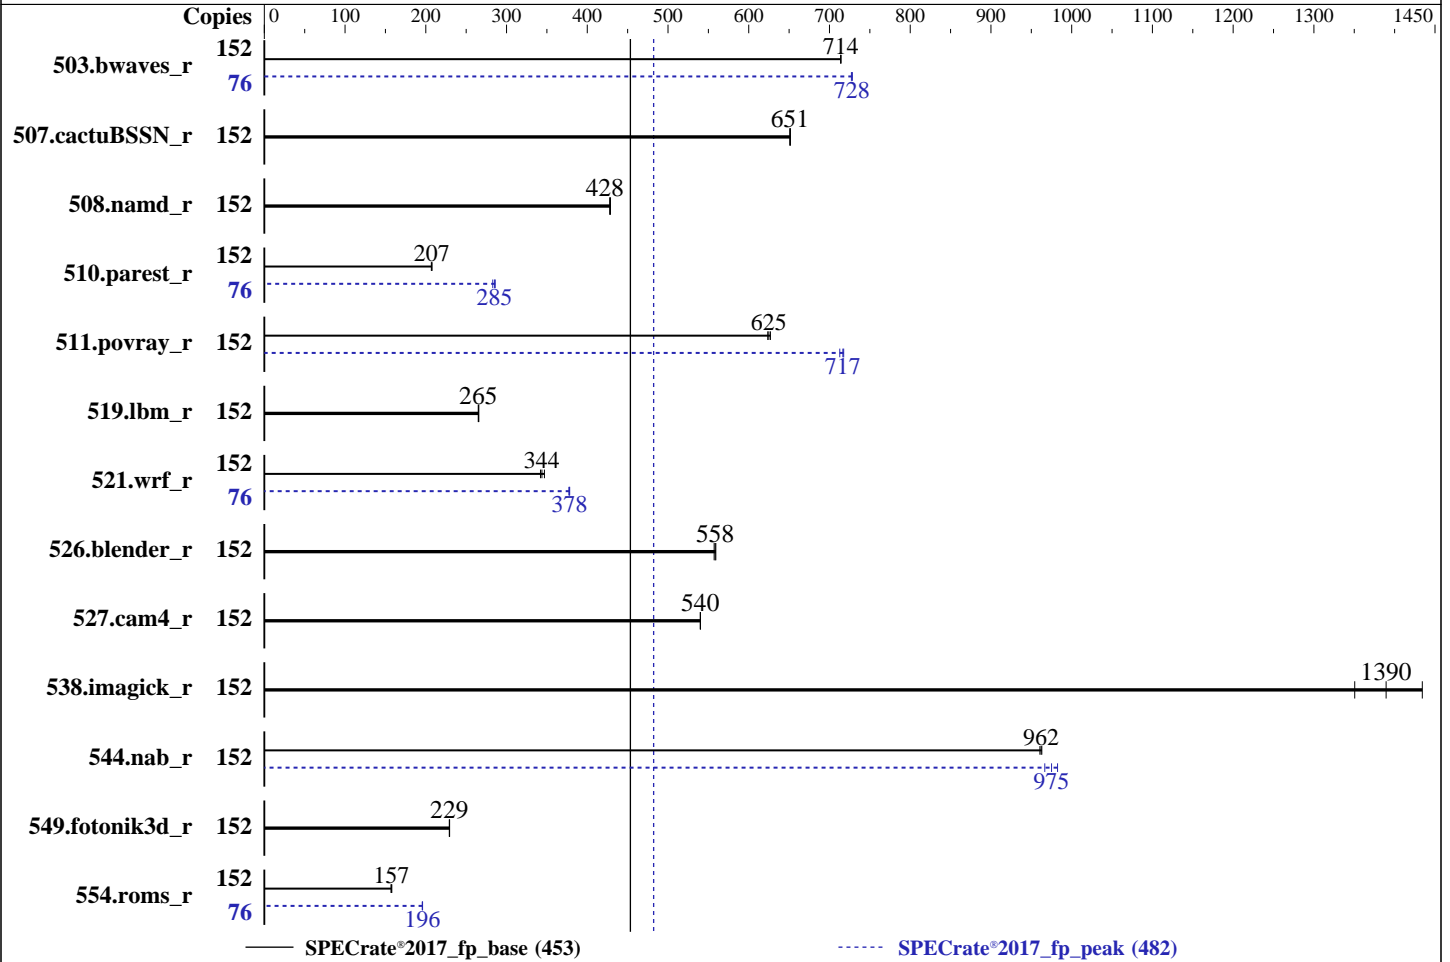 Copies 0 100 200 300 400 500 600 700 800 900 1000 1100 1200 1300 1450
503.bwaves_r 152 714
76 728
507.cactuBSSN_r 152 651
508.namd_r 152 428
510.parest_r 152 207
76 285
511.povray_r 152 625
717
519.lbm_r 152 265
521.wrf_r 152 344
76 378
526.blender_r 152 558
527.cam4_r 152 540
538.imagick_r 152 1390
544.nab_r 152 962
975
549.fotonik3d_r 152 229
554.roms_r 152 157
76 196
SPECrate®2017_fp_base (453) SPECrate®2017_fp_peak (482)